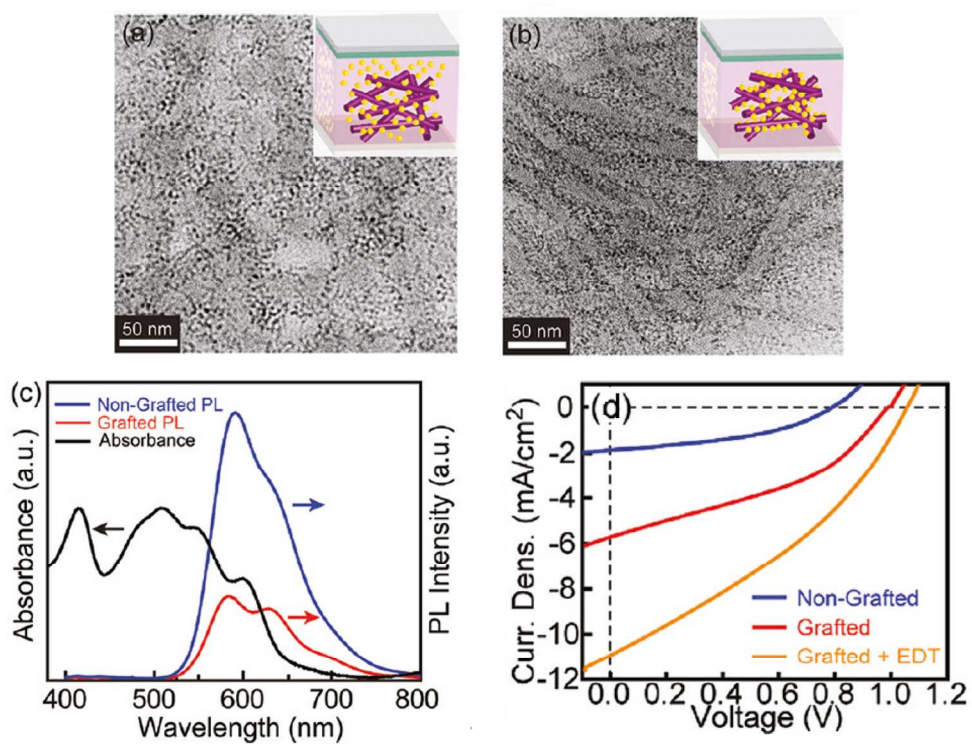 (a)
50 nm
(b)
50 nm
(c)
Non-Grafted PL
Grafted PL
Absorbance
Absorbance (a.u.)
PL Intensity (a.u.)
400 500 600 700 800
Wavelength (nm)
(d)
0
-2
-4
-6
-8
-10
-12
Curr. Dens. (mA/cm²)
Non-Grafted
Grafted
Grafted + EDT
0.0 0.2 0.4 0.6 0.8 1.0 1.2
Voltage (V)